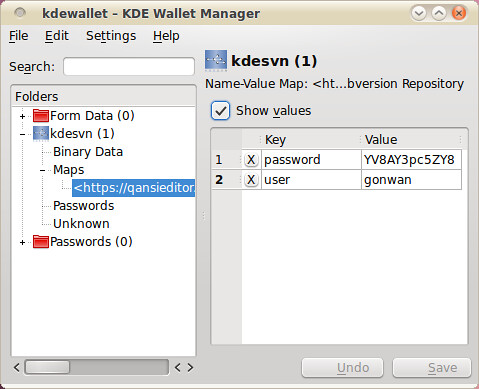 kdewallet – KDE Wallet Manager
File Edit Settings Help
Search:
Folders
Form Data (0)
kdesvn (1)
Binary Data
Maps
<https://qansieditor
Passwords
Unknown
Passwords (0)
kdesvn (1)
Name-Value Map: <ht...bversion Repository
Show values
Key Value
1 X password YV8AY3pc5ZY8
2 X user gonwan
Undo Save